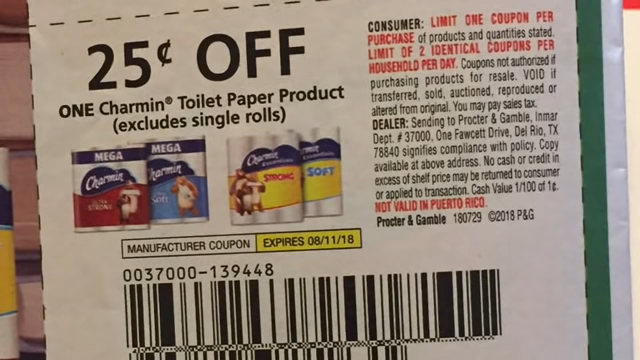 25¢ OFF
ONE Charmin® Toilet Paper Product
(excludes single rolls)
MEGA
MEGA
Charmin
Charmin
ULTRA
STRONG
Soft
Charmin
Essentials
STRONG
Essentials
SOFT
MANUFACTURER COUPON EXPIRES 08/11/18
0037000-139448
CONSUMER: LIMIT ONE COUPON PER
PURCHASE of products and quantities stated.
LIMIT OF 2 IDENTICAL COUPONS PER
HOUSEHOLD PER DAY. Coupons not authorized if
purchasing products for resale. VOID if
transferred, sold, auctioned, reproduced or
altered from original. You may pay sales tax.
DEALER: Sending to Procter & Gamble, Inmar
Dept. # 37000, One Fawcett Drive, Del Rio, TX
78840 signifies compliance with policy. Copy
available at above address. No cash or credit in
excess of shelf price may be returned to consumer
or applied to transaction. Cash Value 1/100 of 1¢.
NOT VALID IN PUERTO RICO.
Procter & Gamble 180729 ©2018 P&G